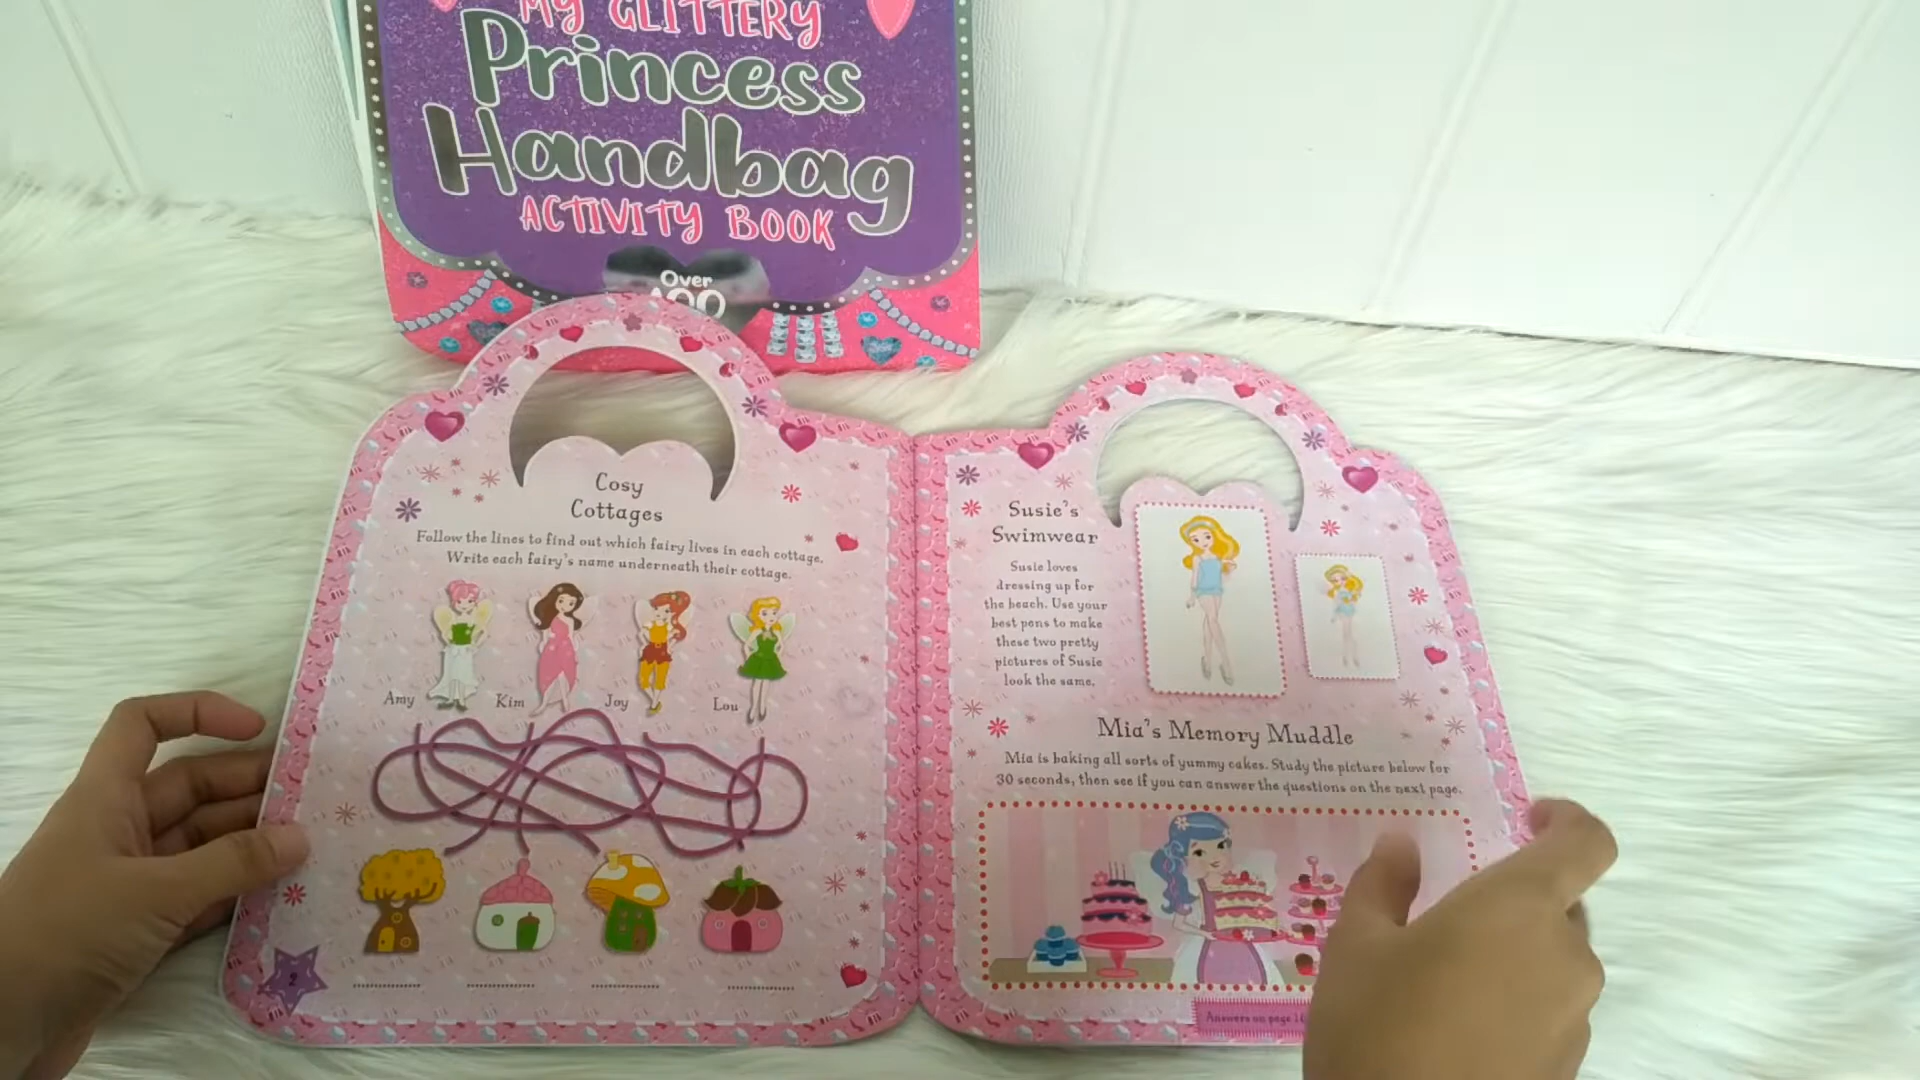 MY GLITTERY
Princess
Handbag
ACTIVITY BOOK
Over
100
Cosy
Cottages
Follow the lines to find out which fairy lives in each cottage.
Write each fairy's name underneath their cottage.
Amy
Kim
Joy
Lou
2
Susie's
Swimwear
Susie loves
dressing up for
the beach. Use your
best pens to make
these two pretty
pictures of Susie
look the same.
Mia's Memory Muddle
Mia is baking all sorts of yummy cakes. Study the picture below for
30 seconds, then see if you can answer the questions on the next page.
Answers on page